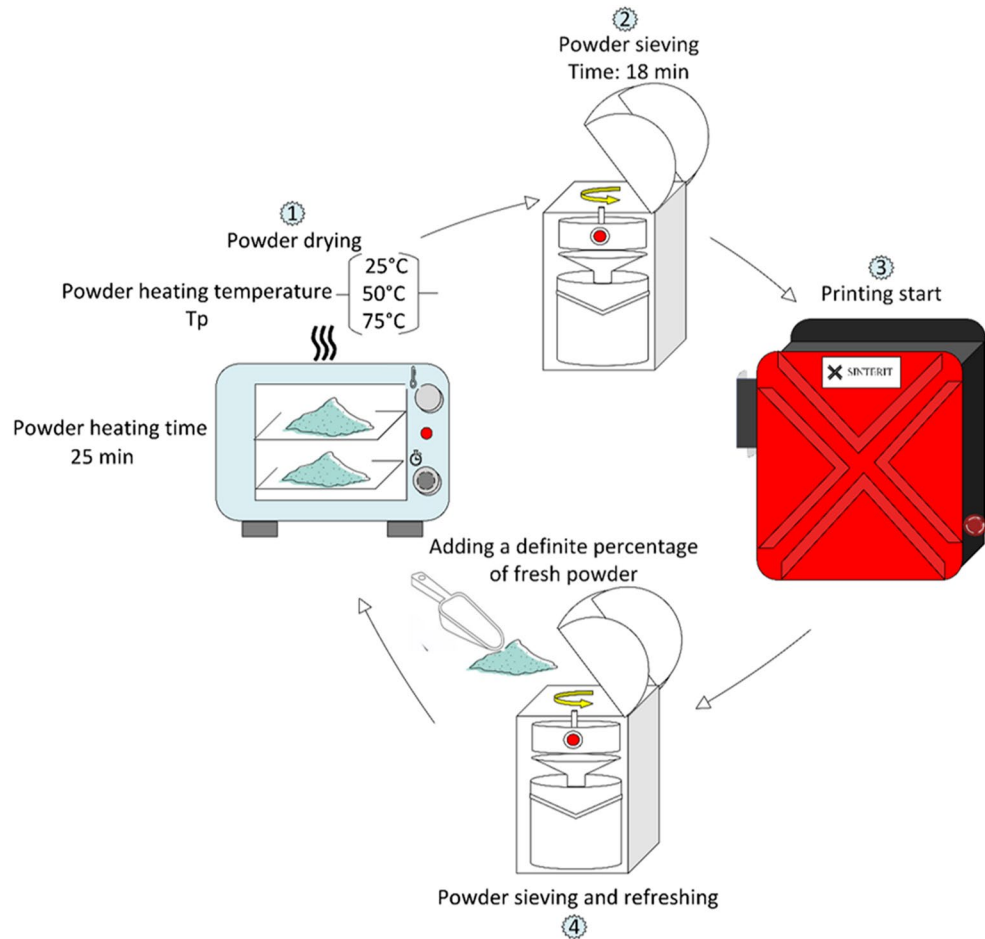 1
Powder drying
Powder heating temperature
Tp
25°C
50°C
75°C
Powder heating time
25 min
2
Powder sieving
Time: 18 min
3
Printing start
SINTERIT
Adding a definite percentage
of fresh powder
Powder sieving and refreshing
4